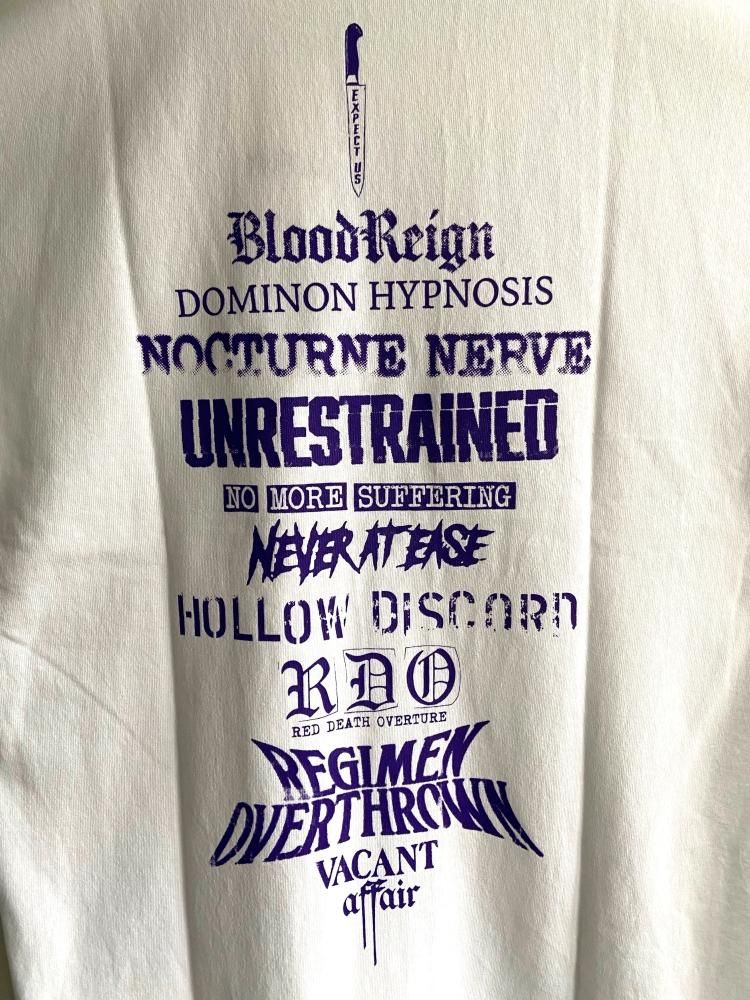 EXPECT US
BloodReign
DOMINON HYPNOSIS
NOCTURNE NERVE
UNRESTRAINED
NO MORE SUFFERING
NEVER AT EASE
HOLLOW DISCORD
RDO
RED DEATH OVERTURE
REGIMEN
OVERTHROWN
VACANT
affair